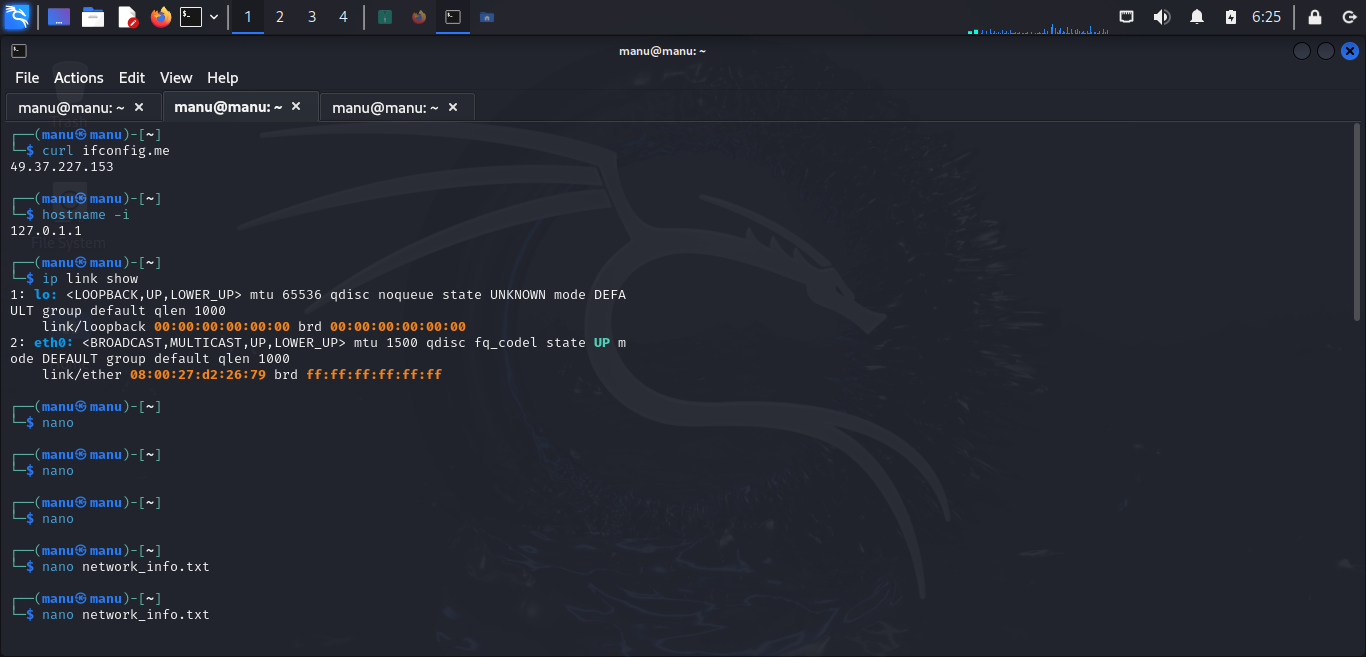 1 2 3 4 6:25
manu@manu: ~
File Actions Edit View Help
manu@manu: ~ × manu@manu: ~ × manu@manu: ~ ×
┌──(manu㉿manu)-[~]
└─$ curl ifconfig.me
49.37.227.153
┌──(manu㉿manu)-[~]
└─$ hostname -i
127.0.1.1
File System
┌──(manu㉿manu)-[~]
└─$ ip link show
1: lo: <LOOPBACK,UP,LOWER_UP> mtu 65536 qdisc noqueue state UNKNOWN mode DEFA
ULT group default qlen 1000
    link/loopback 00:00:00:00:00:00 brd 00:00:00:00:00:00
2: eth0: <BROADCAST,MULTICAST,UP,LOWER_UP> mtu 1500 qdisc fq_codel state UP m
ode DEFAULT group default qlen 1000
    link/ether 08:00:27:d2:26:79 brd ff:ff:ff:ff:ff:ff
┌──(manu㉿manu)-[~]
└─$ nano
┌──(manu㉿manu)-[~]
└─$ nano
┌──(manu㉿manu)-[~]
└─$ nano
┌──(manu㉿manu)-[~]
└─$ nano network_info.txt
┌──(manu㉿manu)-[~]
└─$ nano network_info.txt